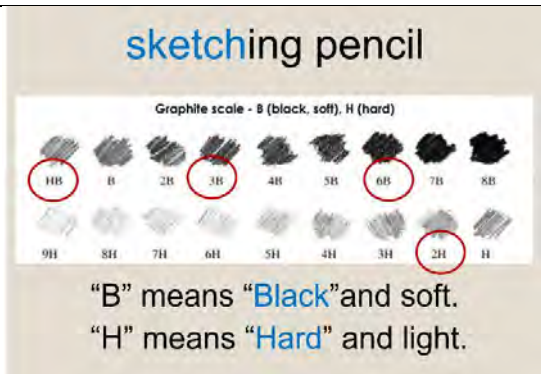 sketching pencil
Graphite scale - B (black, soft), H (hard)
HB B 2B 3B 4B 5B 6B 7B 8B
9H 8H 7H 6H 5H 4H 3H 2H H
“B” means “Black”and soft.
“H” means “Hard” and light.